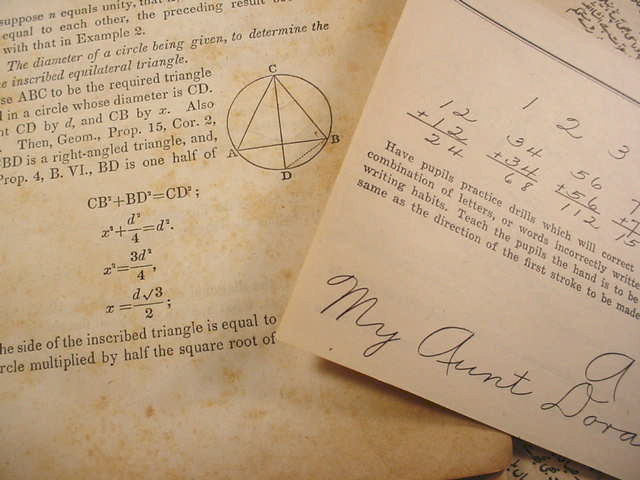 suppose n equals unity, that
equal to each other, the preceding result
with that in Example 2.
The diameter of a circle being given, to determine the
inscribed equilateral triangle.
se ABC to be the required triangle
in a circle whose diameter is CD.
CD by d, and CB by x. Also
Then, Geom., Prop. 15, Cor. 2,
BD is a right-angled triangle, and,
Prop. 4, B. VI., BD is one half of
C
A
B
D
CB²+BD²=CD²;
x²+d²/4=d².
x²=3d²/4,
x=d√3/2;
he side of the inscribed triangle is equal to
rcle multiplied by half the square root of
1 2 3
12 34 56
+12 +34 +56
24 68 112
Have pupils practice drills which will correct
combination of letters, or words incorrectly
writing habits. Teach the pupils the hand is to be
same as the direction of the first stroke to be made
a
My Aunt Dora